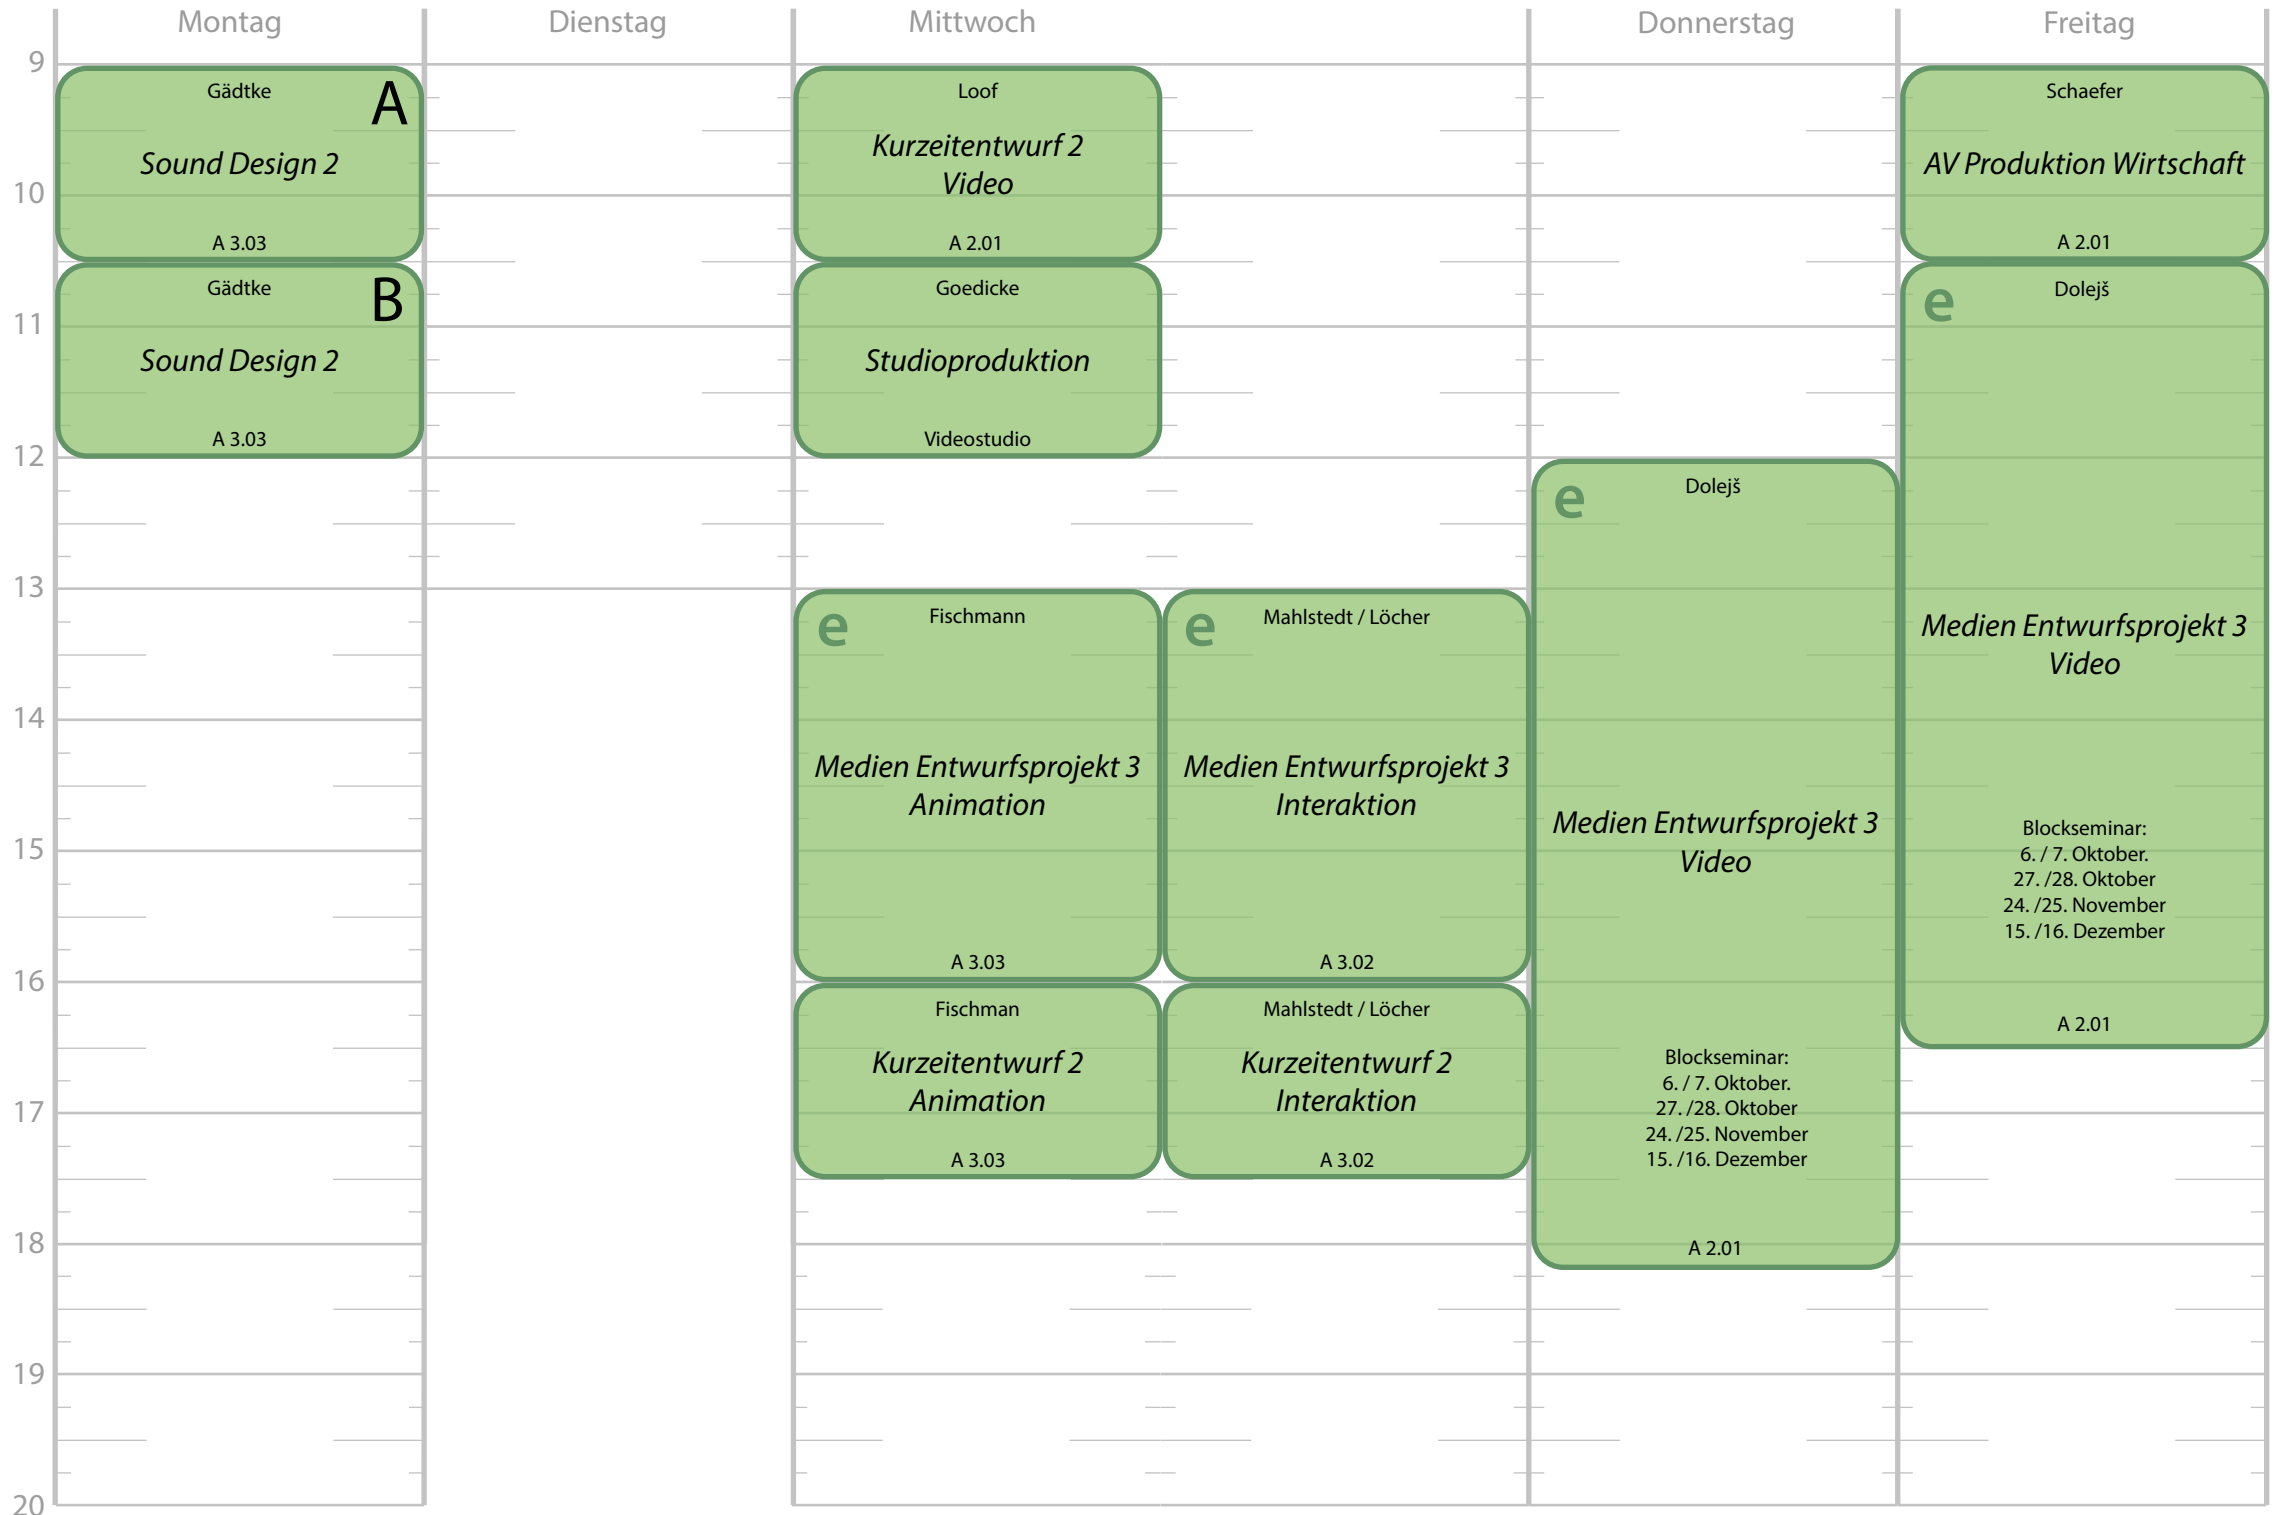 Montag
Dienstag
Mittwoch
Donnerstag
Freitag
9
10
11
12
13
14
15
16
17
18
19
20
Gädtke
A
Sound Design 2
A 3.03
Gädtke
B
Sound Design 2
A 3.03
Loof
Kurzeitentwurf 2
Video
A 2.01
Goedicke
Studioproduktion
Videostudio
e
Fischmann
Medien Entwurfsprojekt 3
Animation
A 3.03
Fischman
Kurzeitentwurf 2
Animation
A 3.03
e
Mahlstedt / Löcher
Medien Entwurfsprojekt 3
Interaktion
A 3.02
Mahlstedt / Löcher
Kurzeitentwurf 2
Interaktion
A 3.02
e
Dolejš
Medien Entwurfsprojekt 3
Video
Blockseminar:
6. / 7. Oktober.
27. /28. Oktober
24. /25. November
15. /16. Dezember
A 2.01
Schaefer
AV Produktion Wirtschaft
A 2.01
e
Dolejš
Medien Entwurfsprojekt 3
Video
Blockseminar:
6. / 7. Oktober.
27. /28. Oktober
24. /25. November
15. /16. Dezember
A 2.01